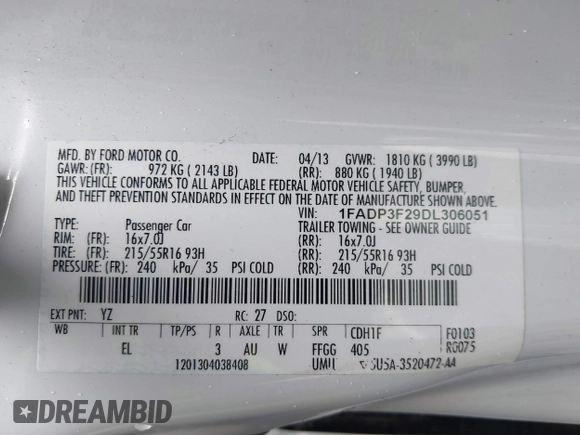 MFD. BY FORD MOTOR CO. DATE: 04/13 GVWR: 1810 KG ( 3990 LB)
GAWR: (FR): 972 KG ( 2143 LB) (RR): 880 KG ( 1940 LB)
THIS VEHICLE CONFORMS TO ALL APPLICABLE FEDERAL MOTOR VEHICLE SAFETY, BUMPER,
AND THEFT PREVENTION STANDARDS IN EFFECT ON THE DATE OF MANUFACTURE SHOWN ABOVE.
VIN: 1FADP3F29DL306051
TYPE: Passenger Car TRAILER TOWING - SEE OWNER GUIDE
RIM: (FR): 16x7.0J (RR): 16x7.0J
TIRE: (FR): 215/55R16 93H (RR): 215/55R16 93H
PRESSURE: (FR): 240 kPa/ 35 PSI COLD (RR): 240 kPa/ 35 PSI COLD
EXT PNT: YZ RC: 27 DSO:
WB INT TR TP/PS R AXLE TR SPR CDH1F F0103
EL 3 AU W FFGG 405 R0075
1201304038408 5U5A-3520472-AA
DREAMBID